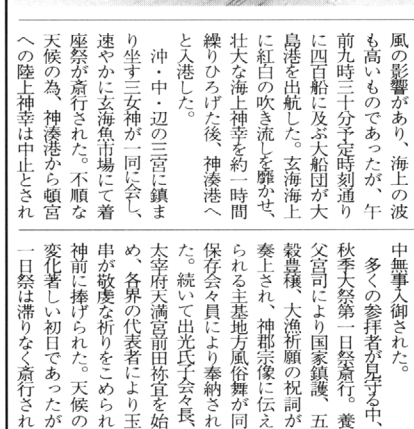 風の影響があり、海上の波
も高いものであったが、午
前九時三十分予定時刻通り
に四百船に及ぶ大船団が大
島港を出航した。玄海海上
に紅白の吹き流しを靡かせ、
壮大な海上神幸を約一時間
繰りひろげた後、神湊港へ
と入港した。
沖・中・辺の三宮に鎮ま
り坐す三女神が一同に会し、
速やかに玄海魚市場にて着
座祭が斎行された。不順な
天候の為、神湊港から頓宮
への陸上神幸は中止とされ
中無事入御された。
多くの参拝者が見守る中、
秋季大祭第一日祭斎行。養
父宮司により国家鎮護、五
穀豊穣、大漁祈願の祝詞が
奏上され、神郡宗像に伝え
られる主基地方風俗舞が同
保存会々員により奉納され
た。続いて出光氏子会々長、
太宰府天満宮前田祢宜を始
め、各界の代表者により玉
串が敬虔な祈りをこめられ
神前に捧げられた。天候の
変化著しい初日であったが
一日祭は滞りなく斎行され